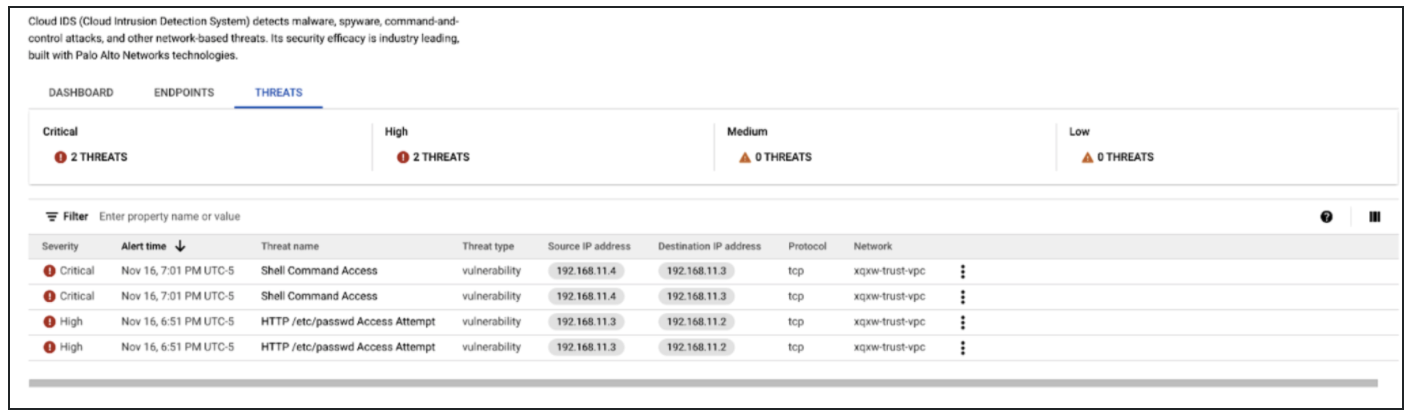 Cloud IDS (Cloud Intrusion Detection System) detects malware, spyware, command-and-
control attacks, and other network-based threats. Its security efficacy is industry leading,
built with Palo Alto Networks technologies.
DASHBOARD ENDPOINTS THREATS
Critical High Medium Low
2 THREATS 2 THREATS 0 THREATS 0 THREATS
Filter Enter property name or value
Severity Alert time Threat name Threat type Source IP address Destination IP address Protocol Network
Critical Nov 16, 7:01 PM UTC-5 Shell Command Access vulnerability 192.168.11.4 192.168.11.3 tcp xqxw-trust-vpc
Critical Nov 16, 7:01 PM UTC-5 Shell Command Access vulnerability 192.168.11.4 192.168.11.3 tcp xqxw-trust-vpc
High Nov 16, 6:51 PM UTC-5 HTTP /etc/passwd Access Attempt vulnerability 192.168.11.3 192.168.11.2 tcp xqxw-trust-vpc
High Nov 16, 6:51 PM UTC-5 HTTP /etc/passwd Access Attempt vulnerability 192.168.11.3 192.168.11.2 tcp xqxw-trust-vpc